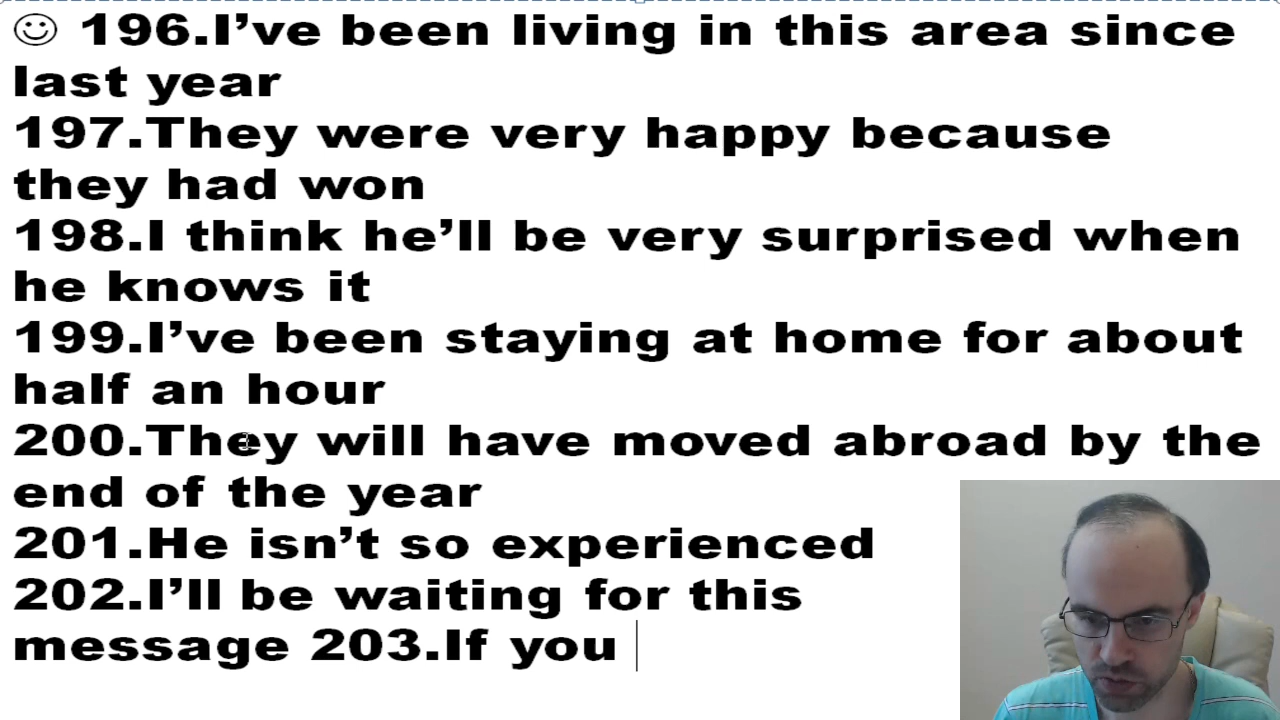 ☺ 196.I’ve been living in this area since
last year
197.They were very happy because
they had won
198.I think he’ll be very surprised when
he knows it
199.I’ve been staying at home for about
half an hour
200.They will have moved abroad by the
end of the year
201.He isn’t so experienced
202.I’ll be waiting for this
message 203.If you